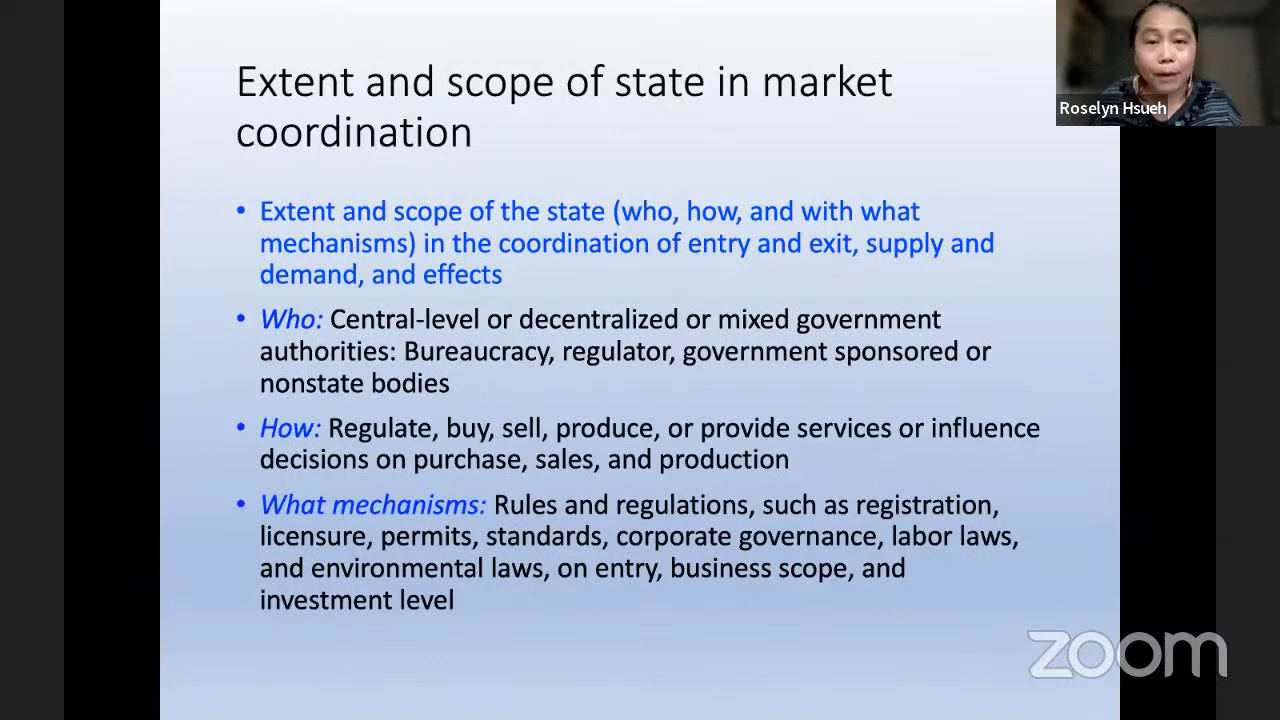 Extent and scope of state in market
coordination
• Extent and scope of the state (who, how, and with what
mechanisms) in the coordination of entry and exit, supply and
demand, and effects
• Who: Central-level or decentralized or mixed government
authorities: Bureaucracy, regulator, government sponsored or
nonstate bodies
• How: Regulate, buy, sell, produce, or provide services or influence
decisions on purchase, sales, and production
• What mechanisms: Rules and regulations, such as registration,
licensure, permits, standards, corporate governance, labor laws,
and environmental laws, on entry, business scope, and
investment level
Roselyn Hsueh
zoom